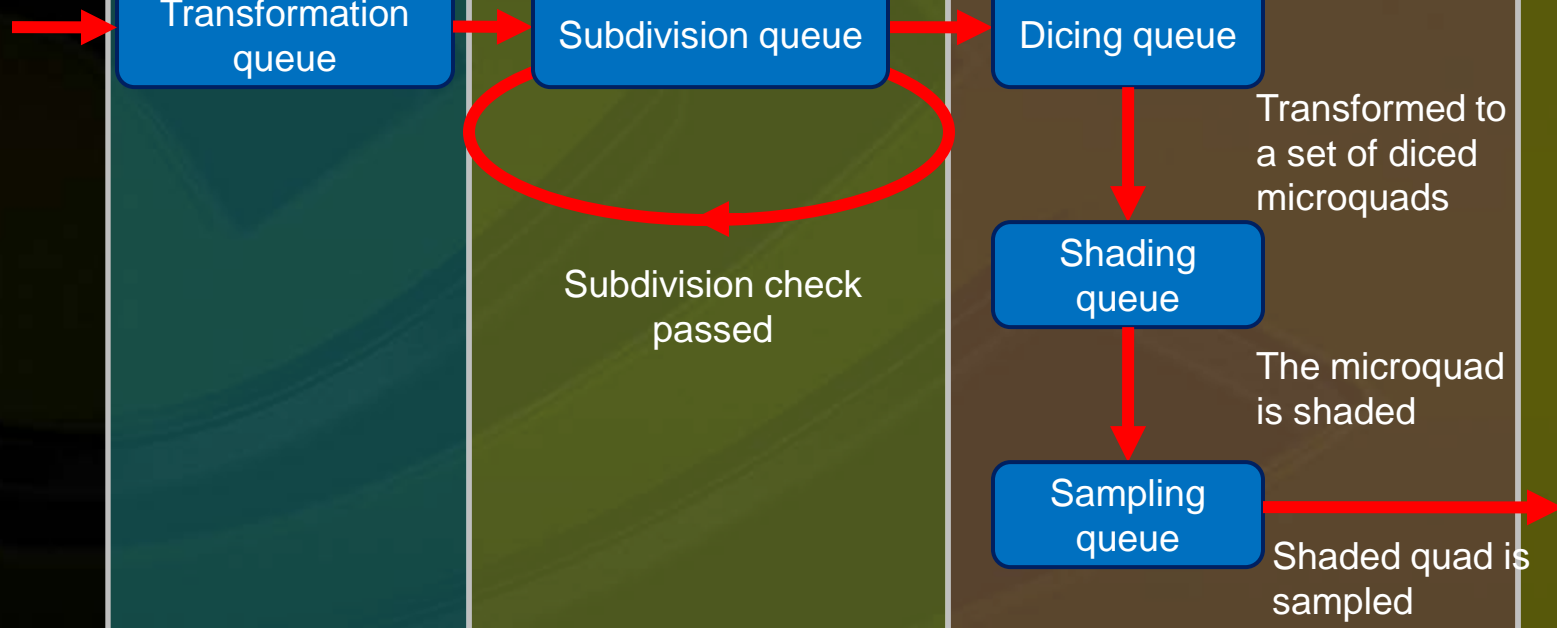 Transformation
queue
Subdivision queue
Dicing queue
Transformed to
a set of diced
microquads
Shading
queue
Subdivision check
passed
The microquad
is shaded
Sampling
queue
Shaded quad is
sampled